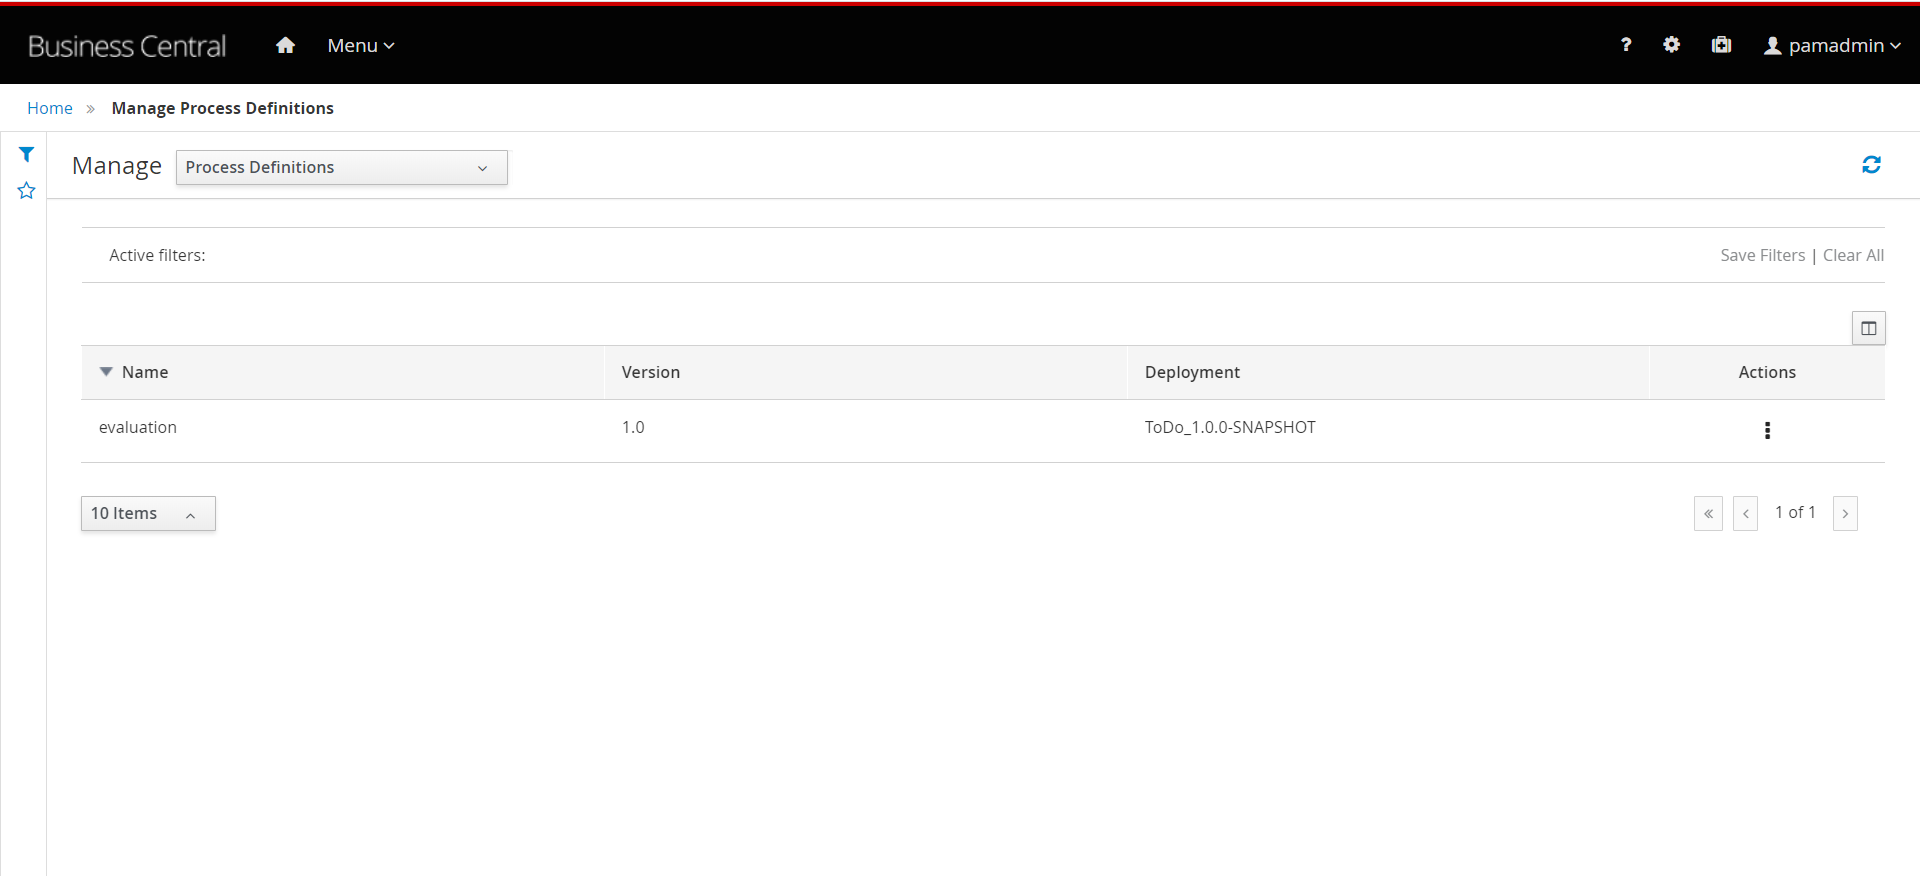 Business Central Menu ? pamadmin
Home » Manage Process Definitions
Manage Process Definitions
Active filters: Save Filters | Clear All
Name Version Deployment Actions
evaluation 1.0 ToDo_1.0.0-SNAPSHOT
10 Items « ‹ 1 of 1 ›